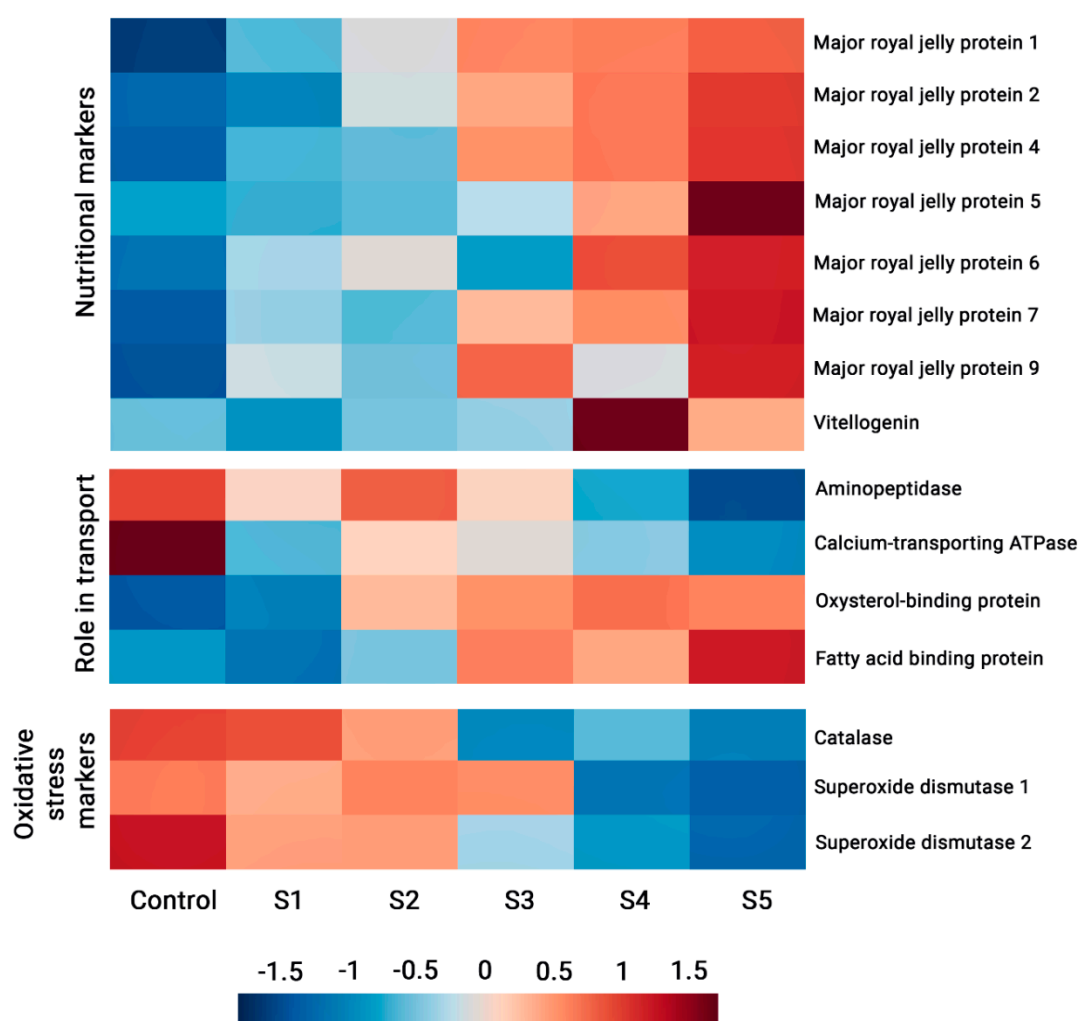 Nutritional markers
Major royal jelly protein 1
Major royal jelly protein 2
Major royal jelly protein 4
Major royal jelly protein 5
Major royal jelly protein 6
Major royal jelly protein 7
Major royal jelly protein 9
Vitellogenin
Role in transport
Aminopeptidase
Calcium-transporting ATPase
Oxysterol-binding protein
Fatty acid binding protein
Oxidative
stress
markers
Catalase
Superoxide dismutase 1
Superoxide dismutase 2
Control S1 S2 S3 S4 S5
-1.5 -1 -0.5 0 0.5 1 1.5